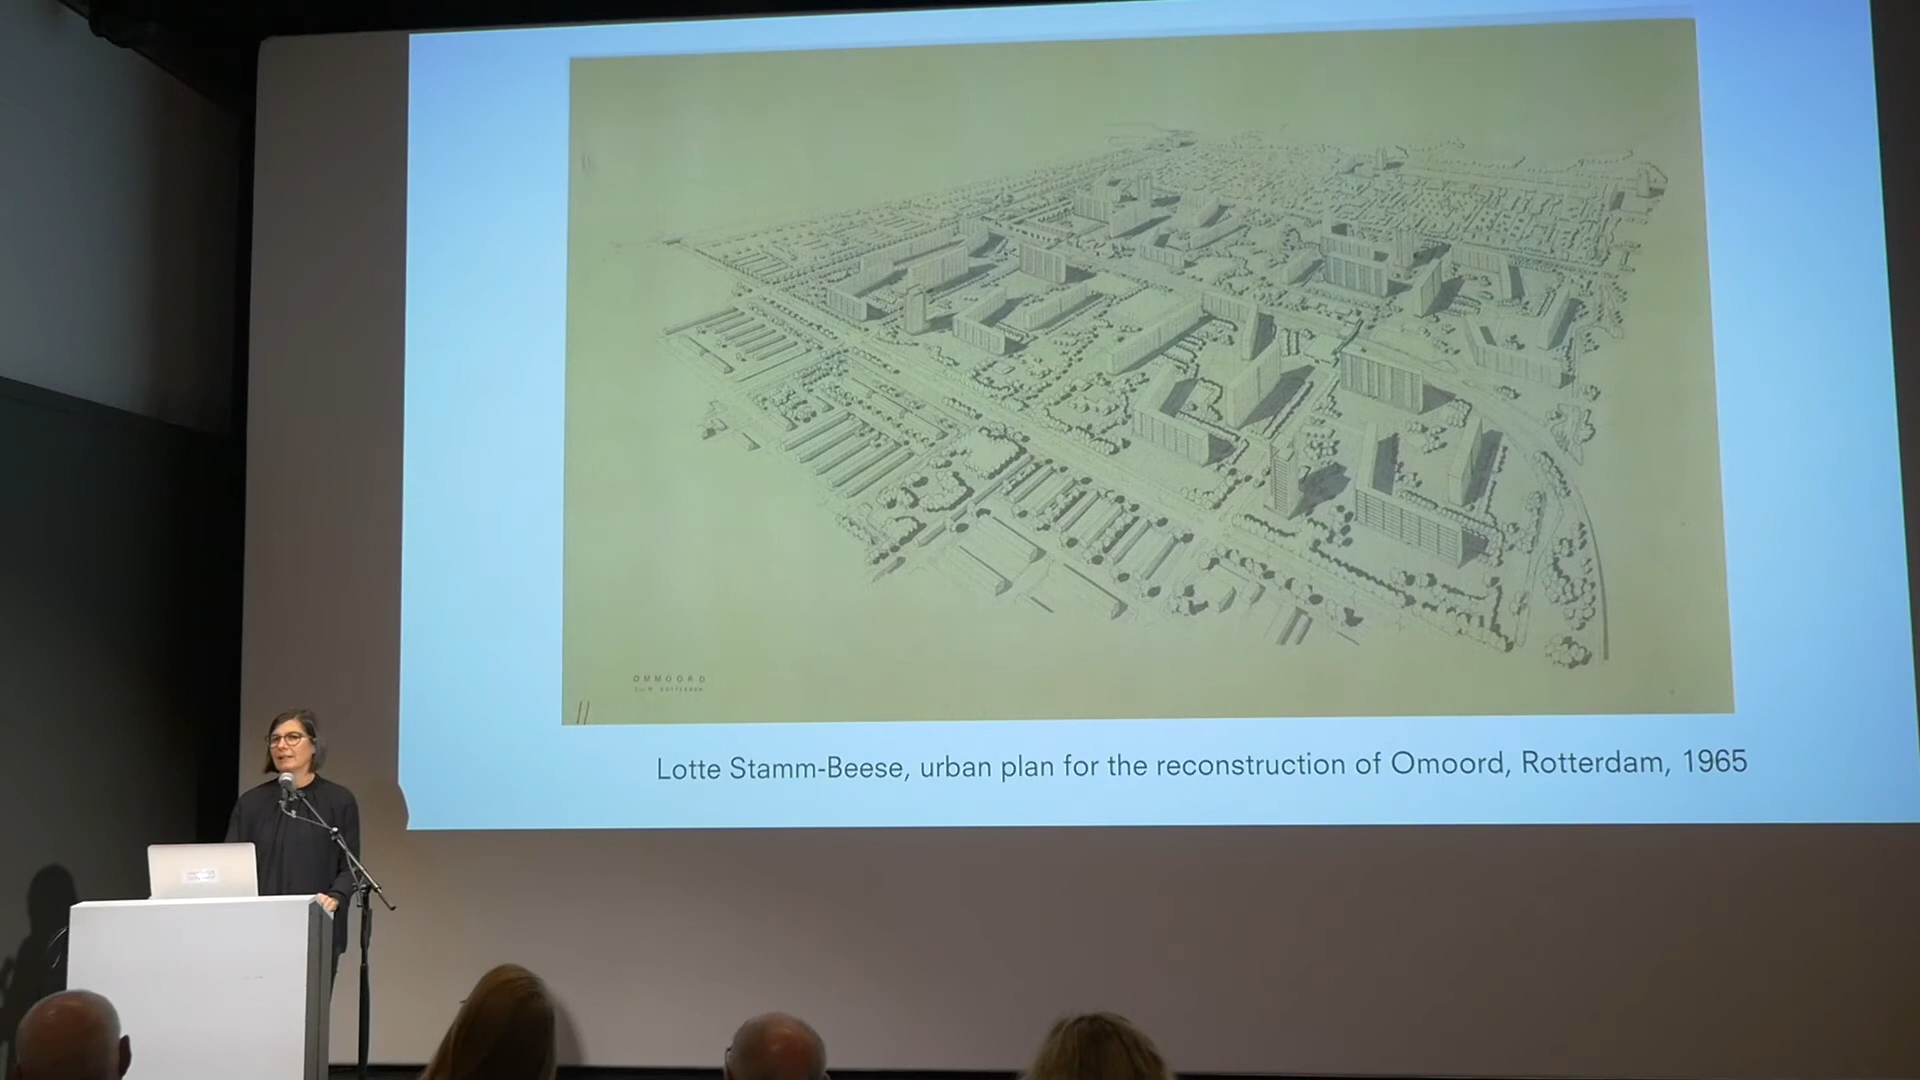 OMMOORD
Lotte Stamm-Beese, urban plan for the reconstruction of Omoord, Rotterdam, 1965